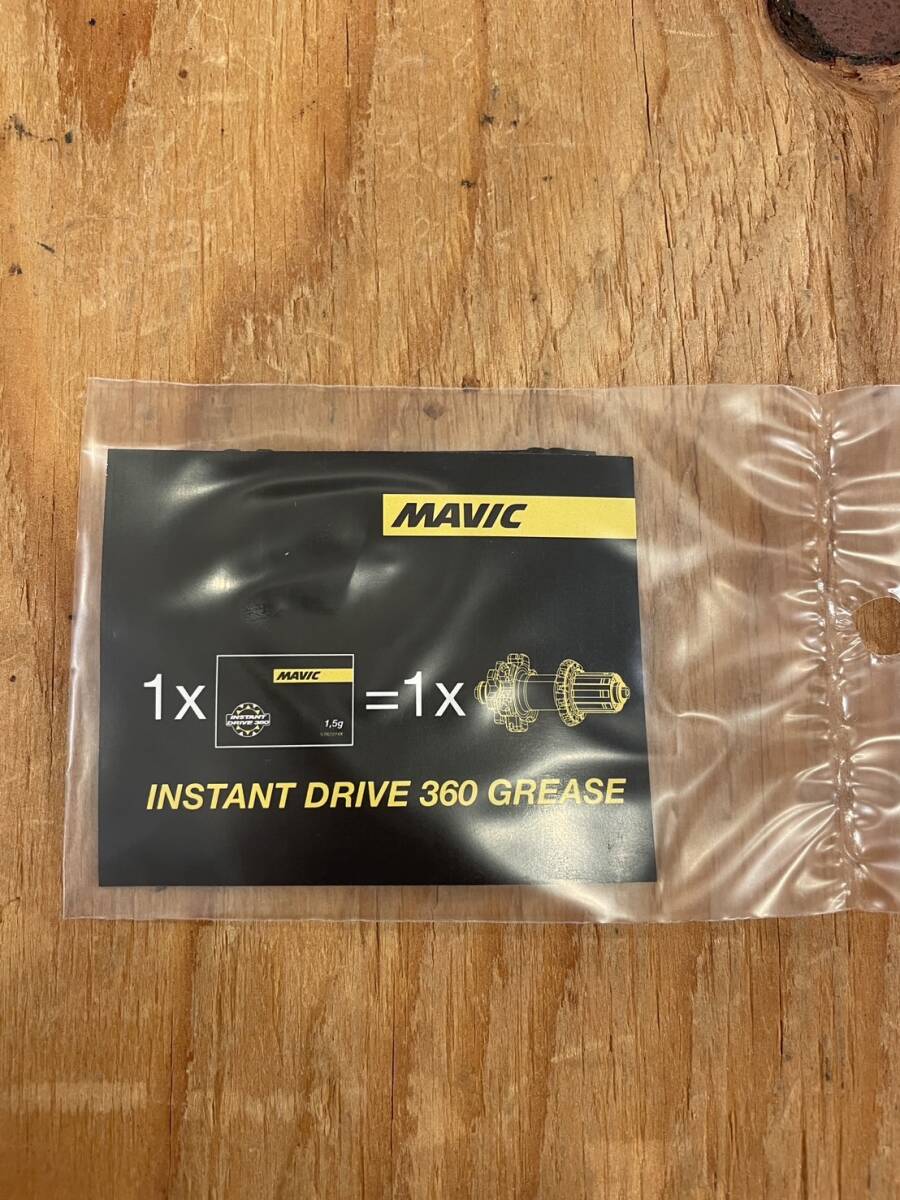 MAVIC
1x
MAVIC
INSTANT
DRIVE 360
1,5g
=1x
INSTANT DRIVE 360 GREASE